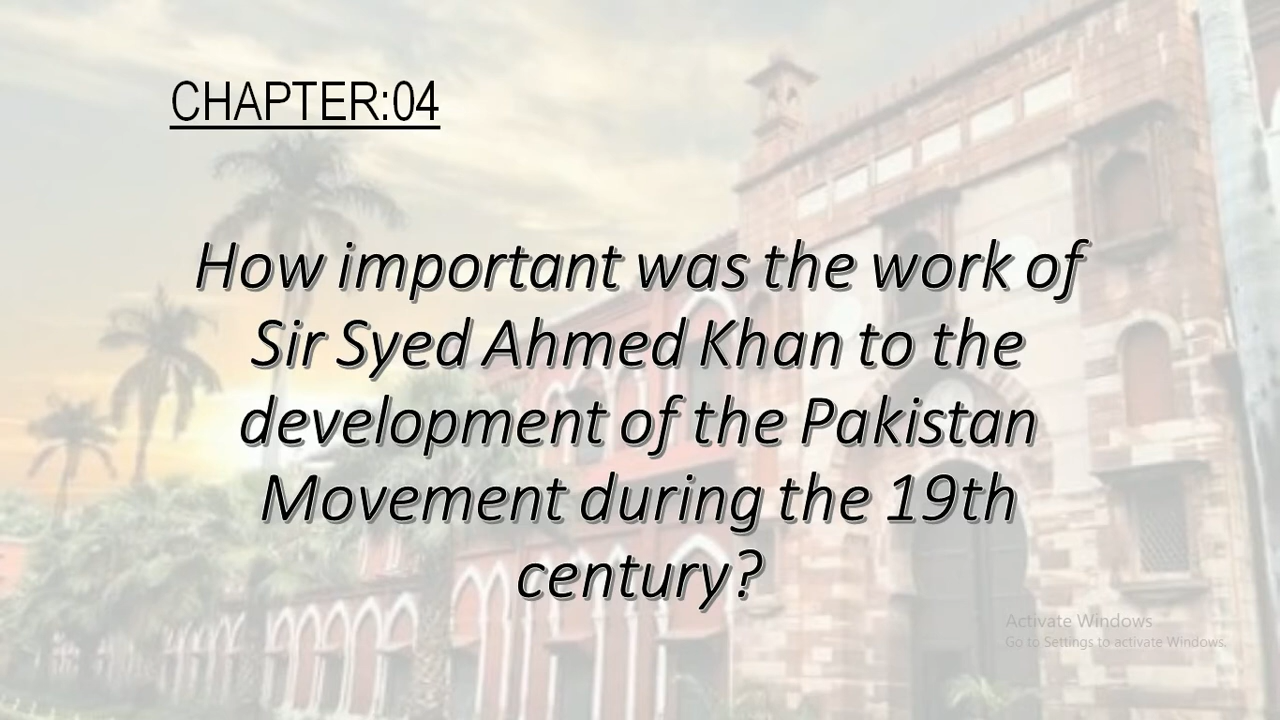 CHAPTER:04
How important was the work of
Sir Syed Ahmed Khan to the
development of the Pakistan
Movement during the 19th
century?
Activate Windows
Go to Settings to activate Windows.